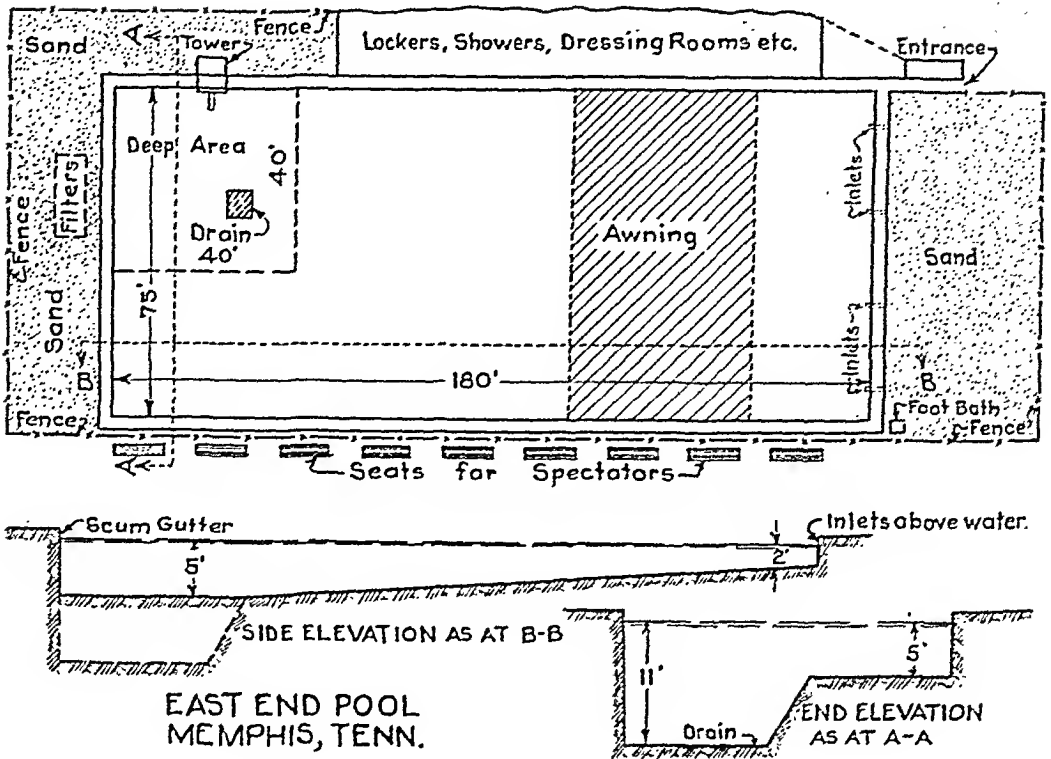 Sand
A
Tower
Fence
Lockers, Showers, Dressing Rooms etc.
Entrance
Deep Area
40'
Drain
40'
Filters
Fence
Sand
75'
Awning
Inlets
Sand
B
180'
Inlets
B
Fence
Foot Bath
Fence
A
Seats for Spectators
Scum Gutter
Inlets above water.
5'
2'
SIDE ELEVATION AS AT B-B
11'
5'
EAST END POOL
MEMPHIS, TENN.
Drain
END ELEVATION
AS AT A-A